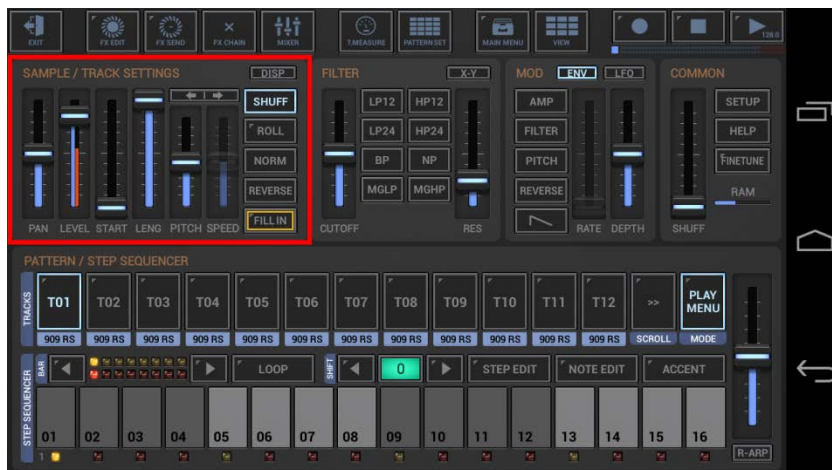 EXIT FX EDIT FX SEND FX CHAIN MIXER T.MEASURE PATTERN SET MAIN MENU VIEW 128.0
SAMPLE / TRACK SETTINGS DISP
SHUFF
ROLL
NORM
REVERSE
FILL IN
PAN LEVEL START LENG PITCH SPEED
FILTER X-Y
LP12 HP12
LP24 HP24
BP NP
MGLP MGHP
CUTOFF RES
MOD ENV LFO
AMP
FILTER
PITCH
REVERSE
RATE DEPTH
COMMON
SETUP
HELP
FINETUNE
RAM
SHUFF
PATTERN / STEP SEQUENCER
TRACKS
T01 T02 T03 T04 T05 T06 T07 T08 T09 T10 T11 T12 >> PLAY MENU
909 RS 909 RS 909 RS 909 RS 909 RS 909 RS 909 RS 909 RS 909 RS 909 RS 909 RS 909 RS SCROLL MODE
STEP SEQUENCER
BAR LOOP SHIFT 0 STEP EDIT NOTE EDIT ACCENT
01 02 03 04 05 06 07 08 09 10 11 12 13 14 15 16
1 R-ARP